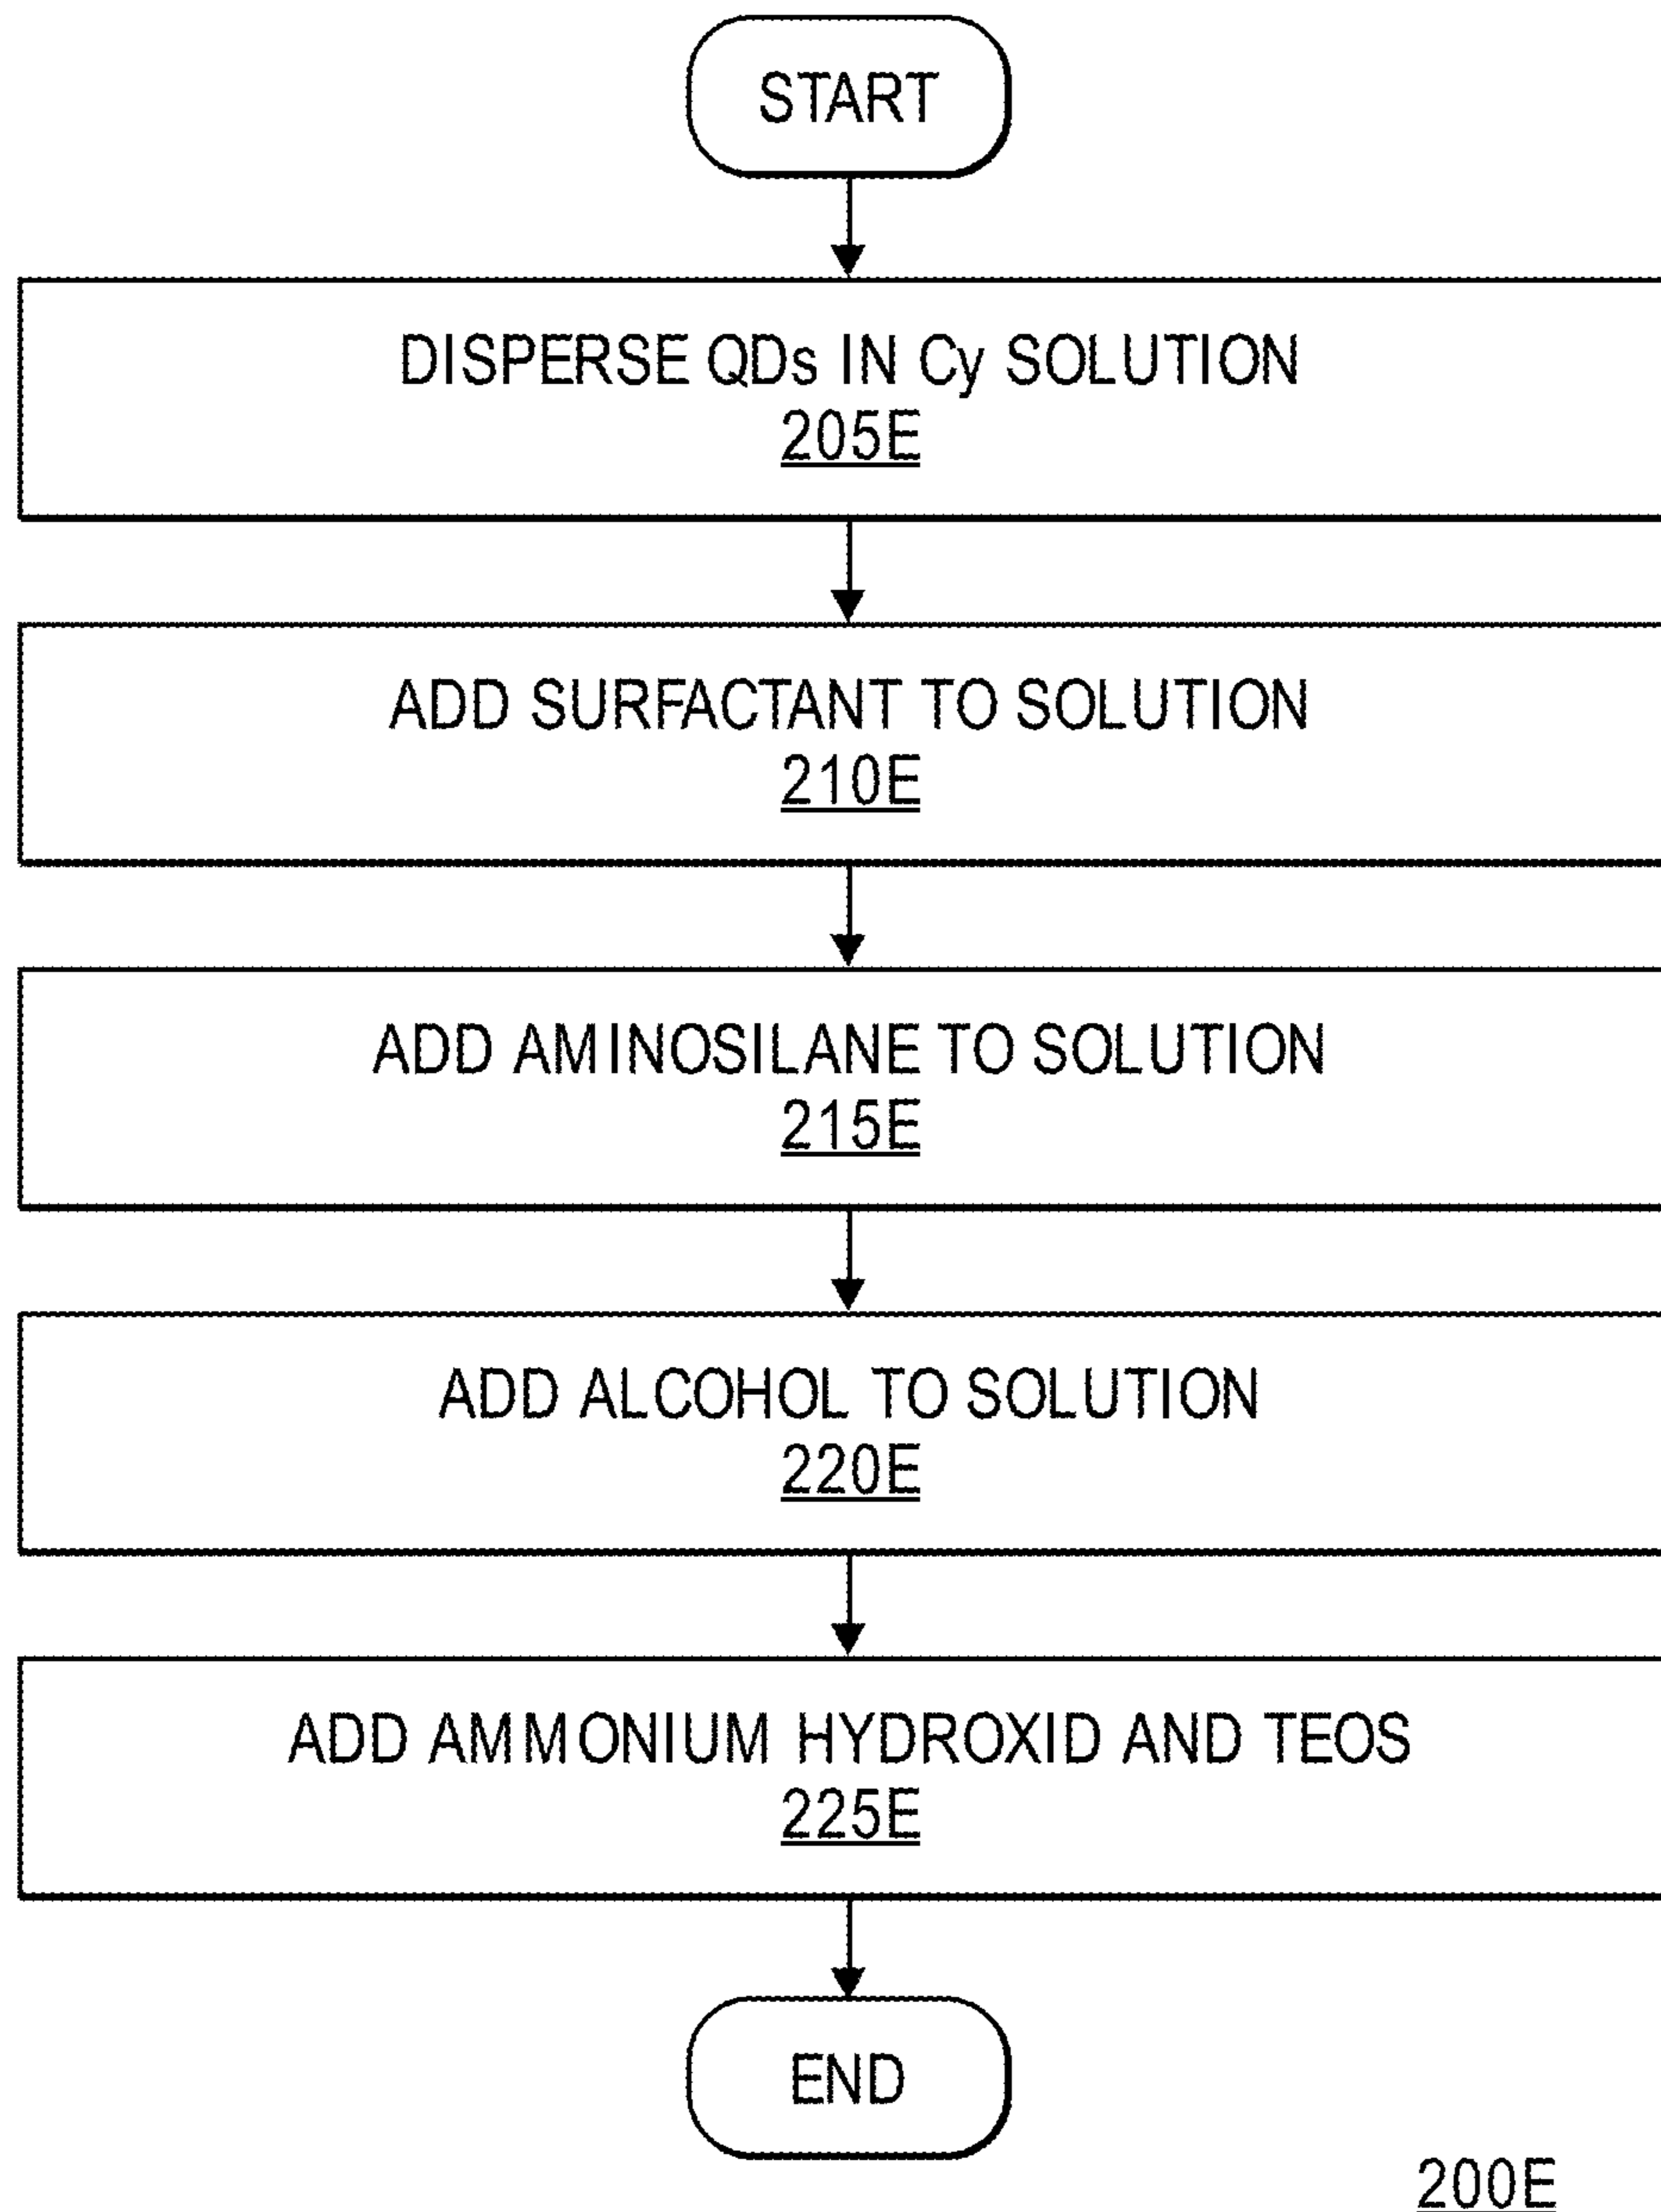 START
DISPERSE QDs IN Cy SOLUTION
205E
ADD SURFACTANT TO SOLUTION
210E
ADD AMINOSILANE TO SOLUTION
215E
ADD ALCOHOL TO SOLUTION
220E
ADD AMMONIUM HYDROXID AND TEOS
225E
END
200E